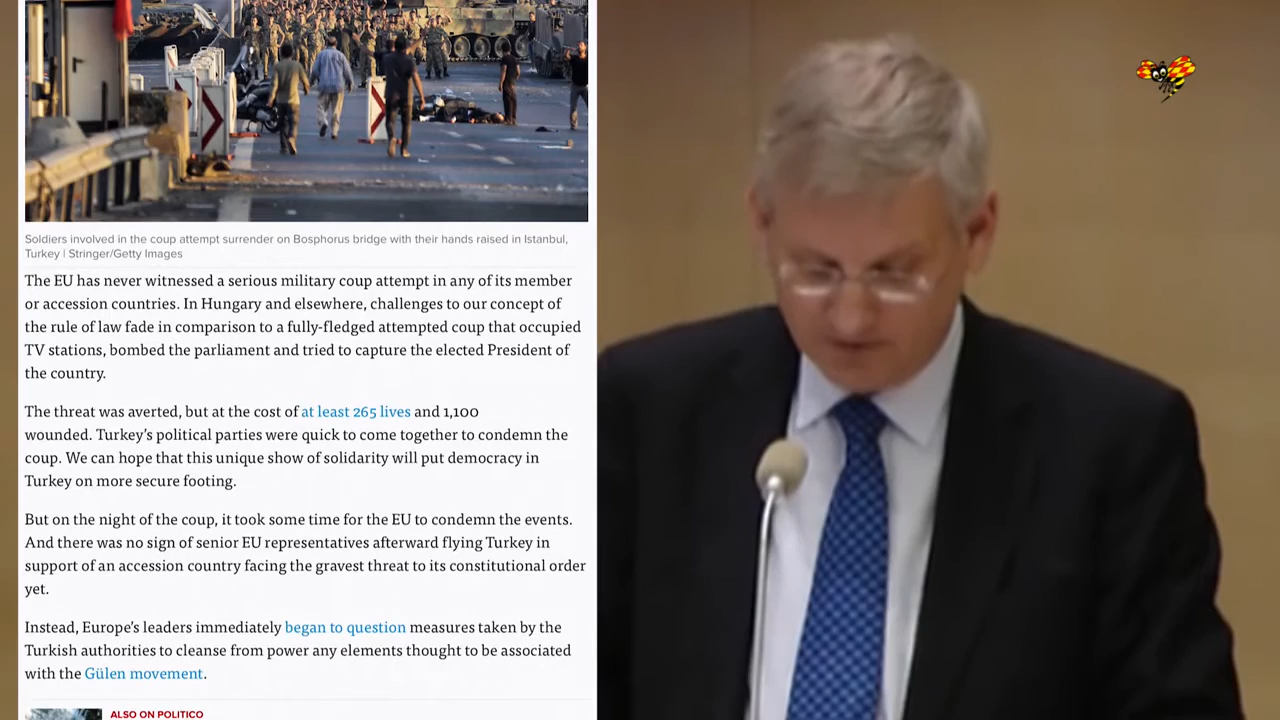 Soldiers involved in the coup attempt surrender on Bosphorus bridge with their hands raised in Istanbul,
Turkey | Stringer/Getty Images
The EU has never witnessed a serious military coup attempt in any of its member
or accession countries. In Hungary and elsewhere, challenges to our concept of
the rule of law fade in comparison to a fully-fledged attempted coup that occupied
TV stations, bombed the parliament and tried to capture the elected President of
the country.
The threat was averted, but at the cost of at least 265 lives and 1,100
wounded. Turkey’s political parties were quick to come together to condemn the
coup. We can hope that this unique show of solidarity will put democracy in
Turkey on more secure footing.
But on the night of the coup, it took some time for the EU to condemn the events.
And there was no sign of senior EU representatives afterward flying Turkey in
support of an accession country facing the gravest threat to its constitutional order
yet.
Instead, Europe’s leaders immediately began to question measures taken by the
Turkish authorities to cleanse from power any elements thought to be associated
with the Gülen movement.
ALSO ON POLITICO